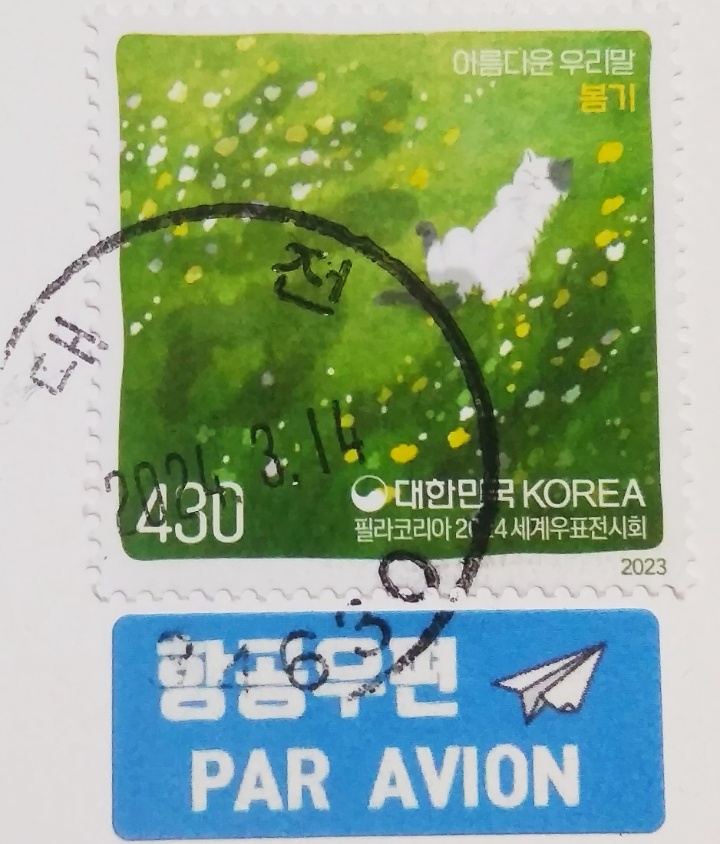 아름다운 우리말
봄기
대전
2024.3.14
430
대한민국 KOREA
필라코리아 2024 세계우표전시회
2023
항공우편
PAR AVION